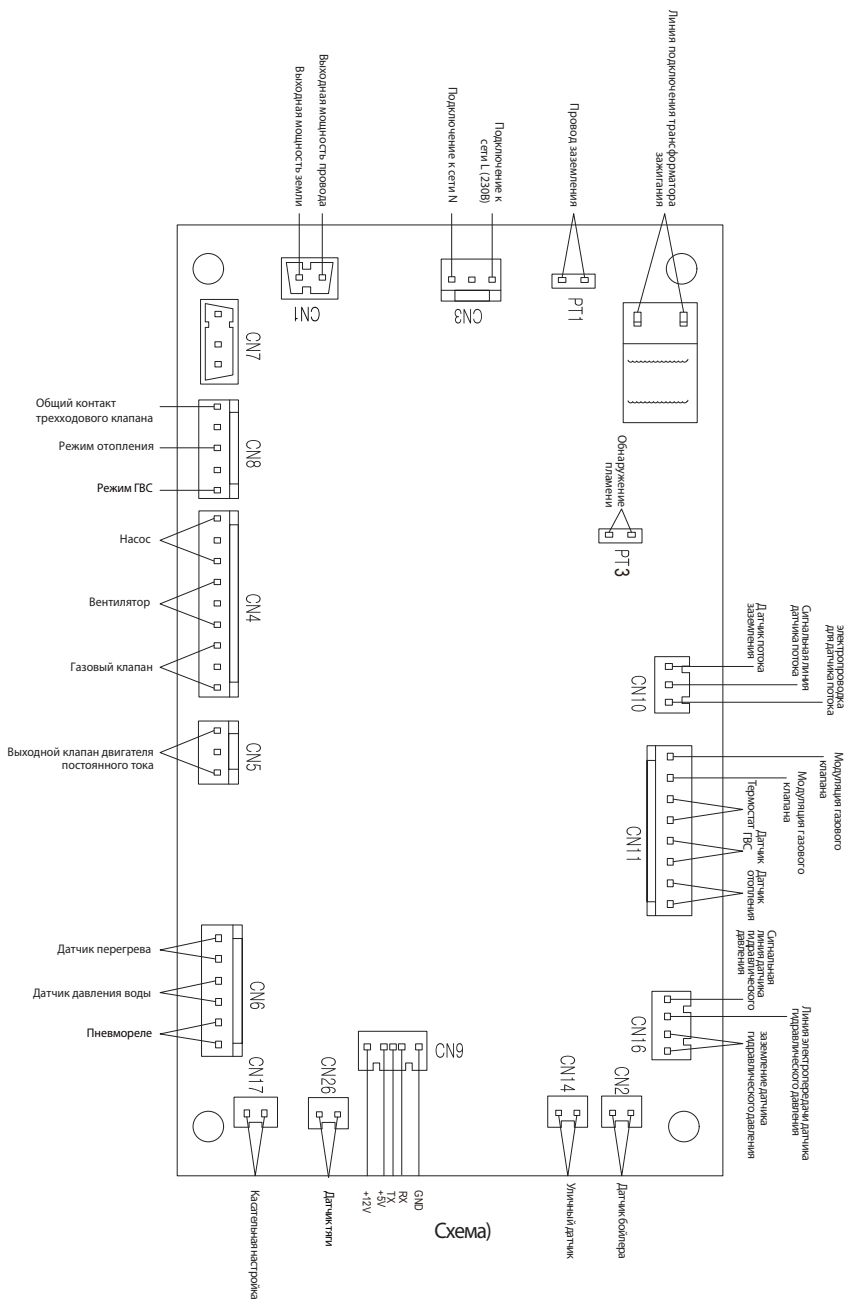 Линия подключения трансформатора
зажигания
Провод заземления
Подключение к
сети L (230В)
Подключение к сети N
Выходная мощность провода
Выходная мощность земли
CN1
CN3
PT1
CN7
Общий контакт
трехходового клапана
Режим отопления
Режим ГВС
CN8
Обнаружение
пламени
PT3
Насос
Вентилятор
Газовый клапан
CN4
электропроводка
для датчика потока
Сигнальная линия
датчика потока
Датчик потока
заземления
CN10
Выходной клапан двигателя
постоянного тока
CN5
Модуляция газового
клапана
Модуляция газового
клапана
Термостат
Датчик
ГВС
Датчик
отопления
CN11
Датчик перегрева
Датчик давления воды
Пневмореле
CN6
Сигнальная
линия датчика
гидравлического
давления
Линия электропередачи датчика
гидравлического давления
заземление датчика
гидравлического давления
CN16
CN9
CN17
CN26
CN14
CN2
Касательная настройка
Датчик тяги
+12V
+5V
TX
RX
GND
Уличный датчик
Датчик бойлера
Схема)